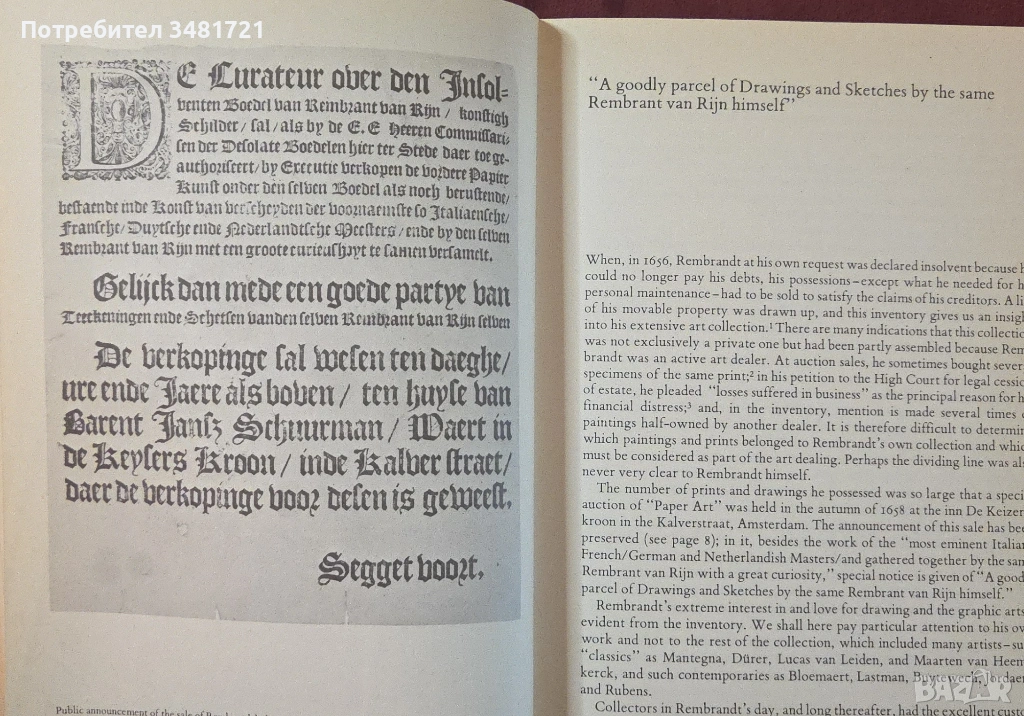 Потребител 3481721
DE Curateur over den Insol-
venten Boedel van Rembrant van Rijn / konstigh
Schilder / sal / als by de E. E. Heeren Commissari-
sen der Desolate Boedelen hier ter Stede daer toe ge-
authoriseert / by Executie verkopen de vordere Papier
Kunst onder den selven Boedel als noch berustende /
bestaende inde Konst van verscheyden der voornaemste so Italiaensche /
Fransche / Duytsche ende Nederlandtsche Meesters / ende by den selven
Rembrant van Rijn met een groote curieusheyt te samen versamelt.
Gelijck dan mede een goede partye van
Teeckeningen ende Schetsen vanden selven Rembrant van Rijn selven
De verkopinge sal wesen ten daeghe /
ure ende Jaere als boven / ten huyse van
Barent Jansz Schuurman / Waert in
de Keysers Kroon / inde Kalver straet /
daer de verkopinge voor desen is geweest.
Segget voort.
Public announcement of the sale of
"A goodly parcel of Drawings and Sketches by the same
Rembrant van Rijn himself"
When, in 1656, Rembrandt at his own request was declared insolvent because
could no longer pay his debts, his possessions–except what he needed for
personal maintenance–had to be sold to satisfy the claims of his creditors. A
of his movable property was drawn up, and this inventory gives us an
into his extensive art collection.¹ There are many indications that this
was not exclusively a private one but had been partly assembled because Rem-
brandt was an active art dealer. At auction sales, he sometimes bought
specimens of the same print;² in his petition to the High Court for legal
of estate, he pleaded "losses suffered in business" as the principal reason for
financial distress;³ and, in the inventory, mention is made several times
paintings half-owned by another dealer. It is therefore difficult to
which paintings and prints belonged to Rembrandt's own collection and
must be considered as part of the art dealing. Perhaps the dividing line was
never very clear to Rembrandt himself.
The number of prints and drawings he possessed was so large that a
auction of "Paper Art" was held in the autumn of 1658 at the inn De
kroon in the Kalverstraat, Amsterdam. The announcement of this sale has
preserved (see page 8); in it, besides the work of the "most eminent
French/German and Netherlandish Masters/and gathered together by the
Rembrant van Rijn with a great curiosity," special notice is given of "A
parcel of Drawings and Sketches by the same Rembrant van Rijn himself."
Rembrandt's extreme interest in and love for drawing and the graphic arts
evident from the inventory. We shall here pay particular attention to his
work and not to the rest of the collection, which included many
"classics" as Mantegna, Dürer, Lucas van Leiden, and Maarten van Heem-
kerck, and such contemporaries as Bloemaert, Lastman, Buytewech,
and Rubens.
Collectors in Rembrandt's day, and long thereafter, had the excellent
BAZAR